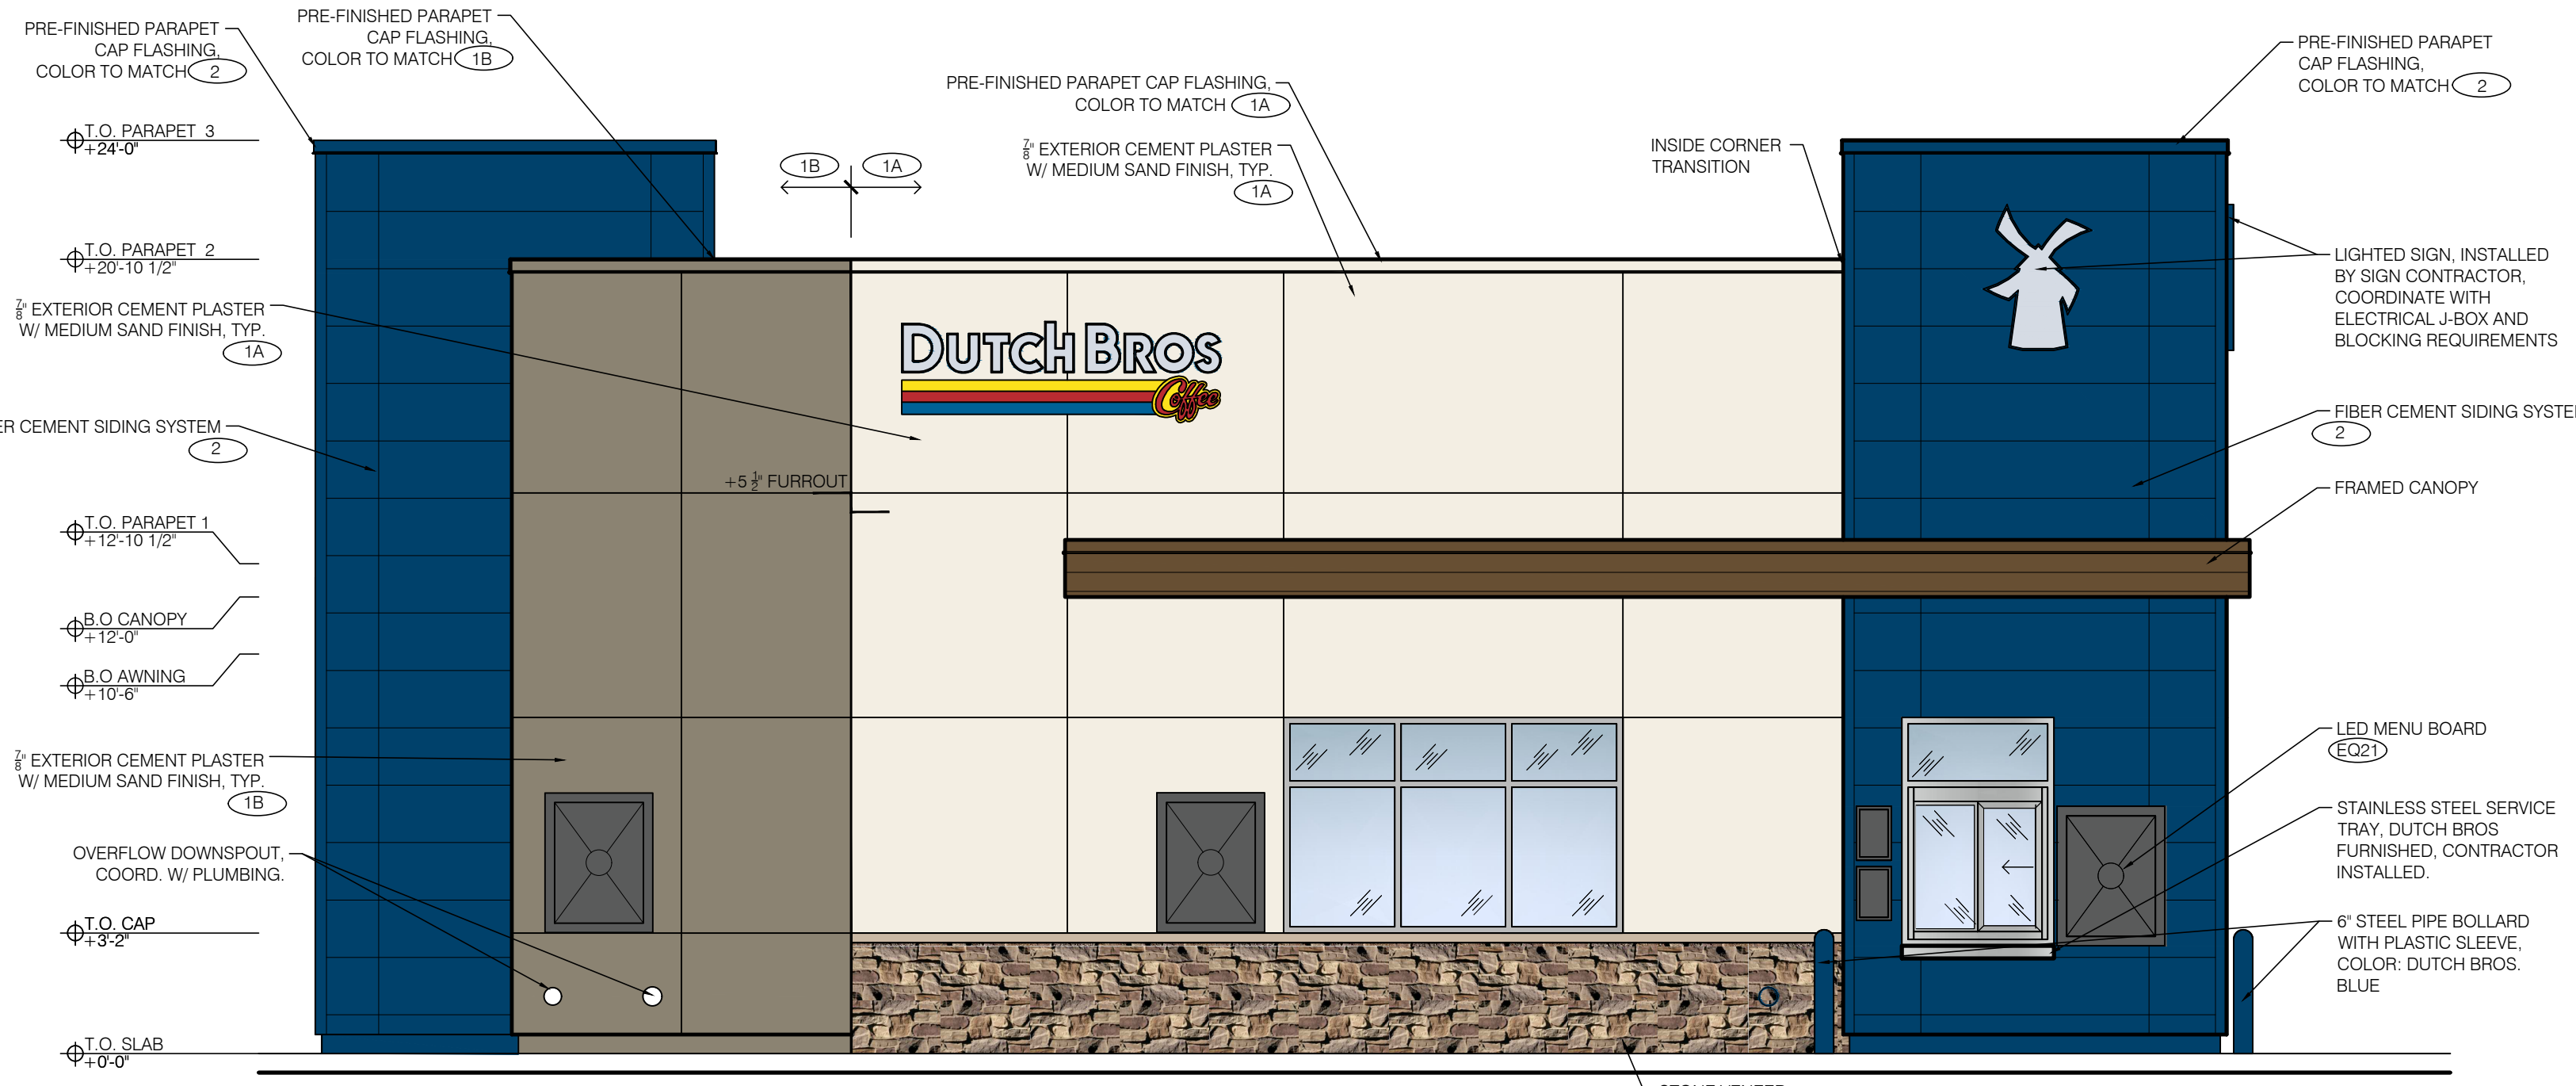 PRE-FINISHED PARAPET
CAP FLASHING,
COLOR TO MATCH 2
PRE-FINISHED PARAPET
CAP FLASHING,
COLOR TO MATCH 1B
PRE-FINISHED PARAPET CAP FLASHING,
COLOR TO MATCH 1A
7/8" EXTERIOR CEMENT PLASTER
W/ MEDIUM SAND FINISH, TYP.
1A
1B 1A
INSIDE CORNER
TRANSITION
PRE-FINISHED PARAPET
CAP FLASHING,
COLOR TO MATCH 2
T.O. PARAPET 3
+24'-0"
T.O. PARAPET 2
+20'-10 1/2"
7/8" EXTERIOR CEMENT PLASTER
W/ MEDIUM SAND FINISH, TYP.
1A
ER CEMENT SIDING SYSTEM
2
T.O. PARAPET 1
+12'-10 1/2"
B.O CANOPY
+12'-0"
B.O AWNING
+10'-6"
7/8" EXTERIOR CEMENT PLASTER
W/ MEDIUM SAND FINISH, TYP.
1B
OVERFLOW DOWNSPOUT,
COORD. W/ PLUMBING.
T.O. CAP
+3'-2"
T.O. SLAB
+0'-0"
DUTCH BROS
Coffee
+5 1/2" FURROUT
LIGHTED SIGN, INSTALLED
BY SIGN CONTRACTOR,
COORDINATE WITH
ELECTRICAL J-BOX AND
BLOCKING REQUIREMENTS
FIBER CEMENT SIDING SYSTE
2
FRAMED CANOPY
LED MENU BOARD
EQ21
STAINLESS STEEL SERVICE
TRAY, DUTCH BROS
FURNISHED, CONTRACTOR
INSTALLED.
6" STEEL PIPE BOLLARD
WITH PLASTIC SLEEVE,
COLOR: DUTCH BROS.
BLUE